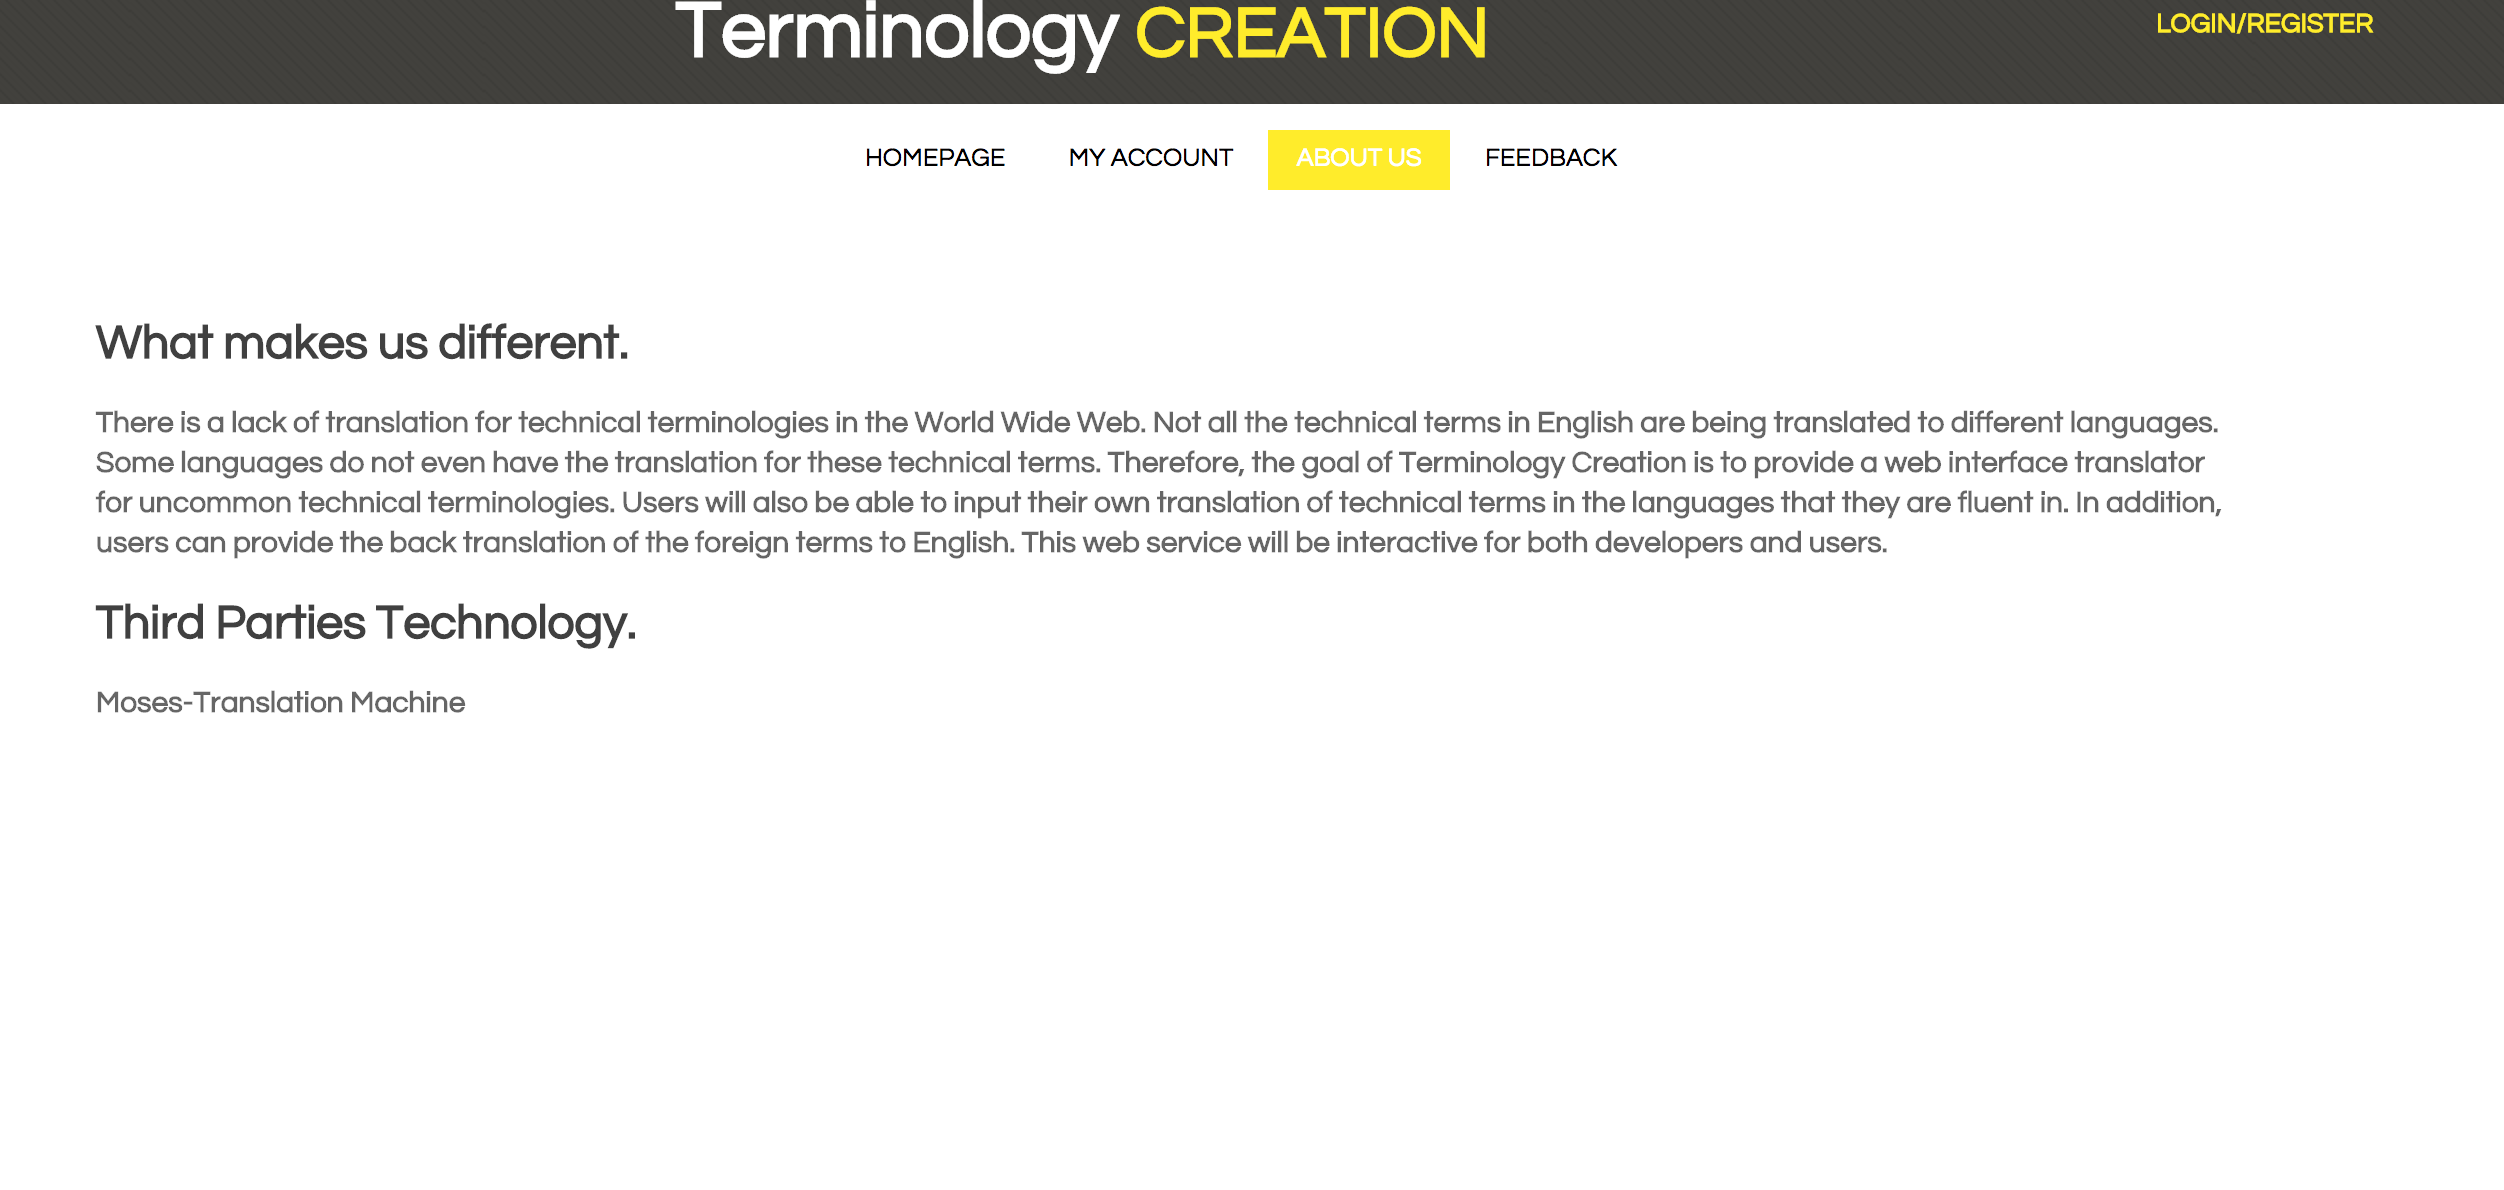 Terminology CREATION
LOGIN/REGISTER
HOMEPAGE MY ACCOUNT ABOUT US FEEDBACK
What makes us different.
There is a lack of translation for technical terminologies in the World Wide Web. Not all the technical terms in English are being translated to different languages.
Some languages do not even have the translation for these technical terms. Therefore, the goal of Terminology Creation is to provide a web interface translator
for uncommon technical terminologies. Users will also be able to input their own translation of technical terms in the languages that they are fluent in. In addition,
users can provide the back translation of the foreign terms to English. This web service will be interactive for both developers and users.
Third Parties Technology.
Moses-Translation Machine